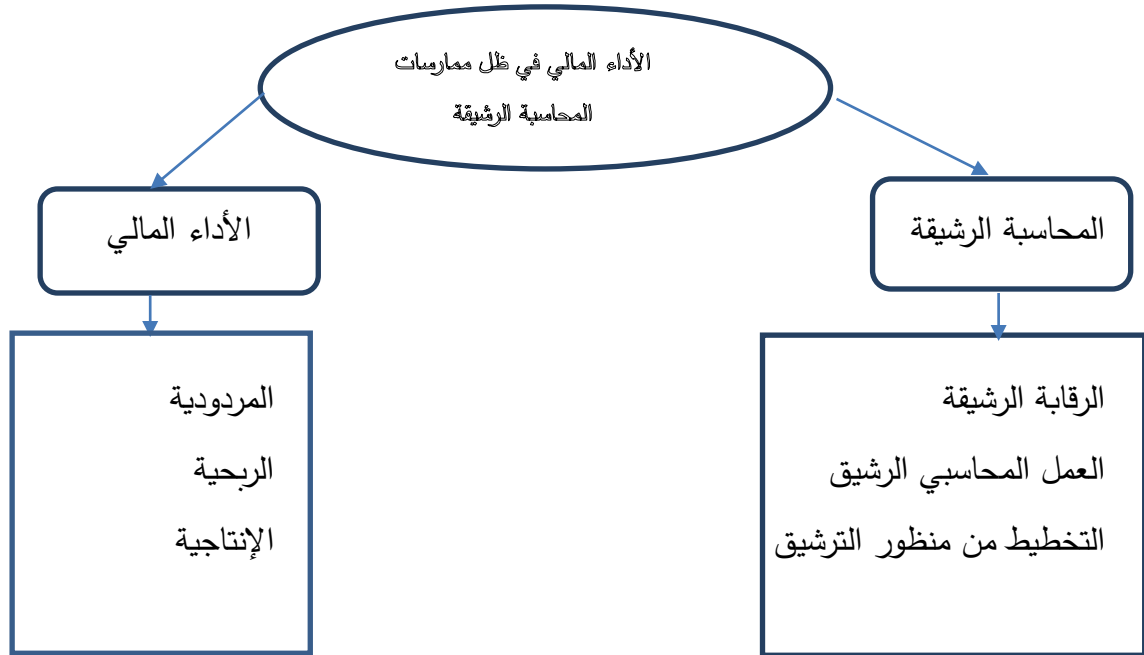 الأداء المالي في ظل ممارسات
المحاسبة الرشيقة
المحاسبة الرشيقة
الأداء المالي
الرقابة الرشيقة
العمل المحاسبي الرشيق
التخطيط من منظور الترشيق
المردودية
الربحية
الإنتاجية